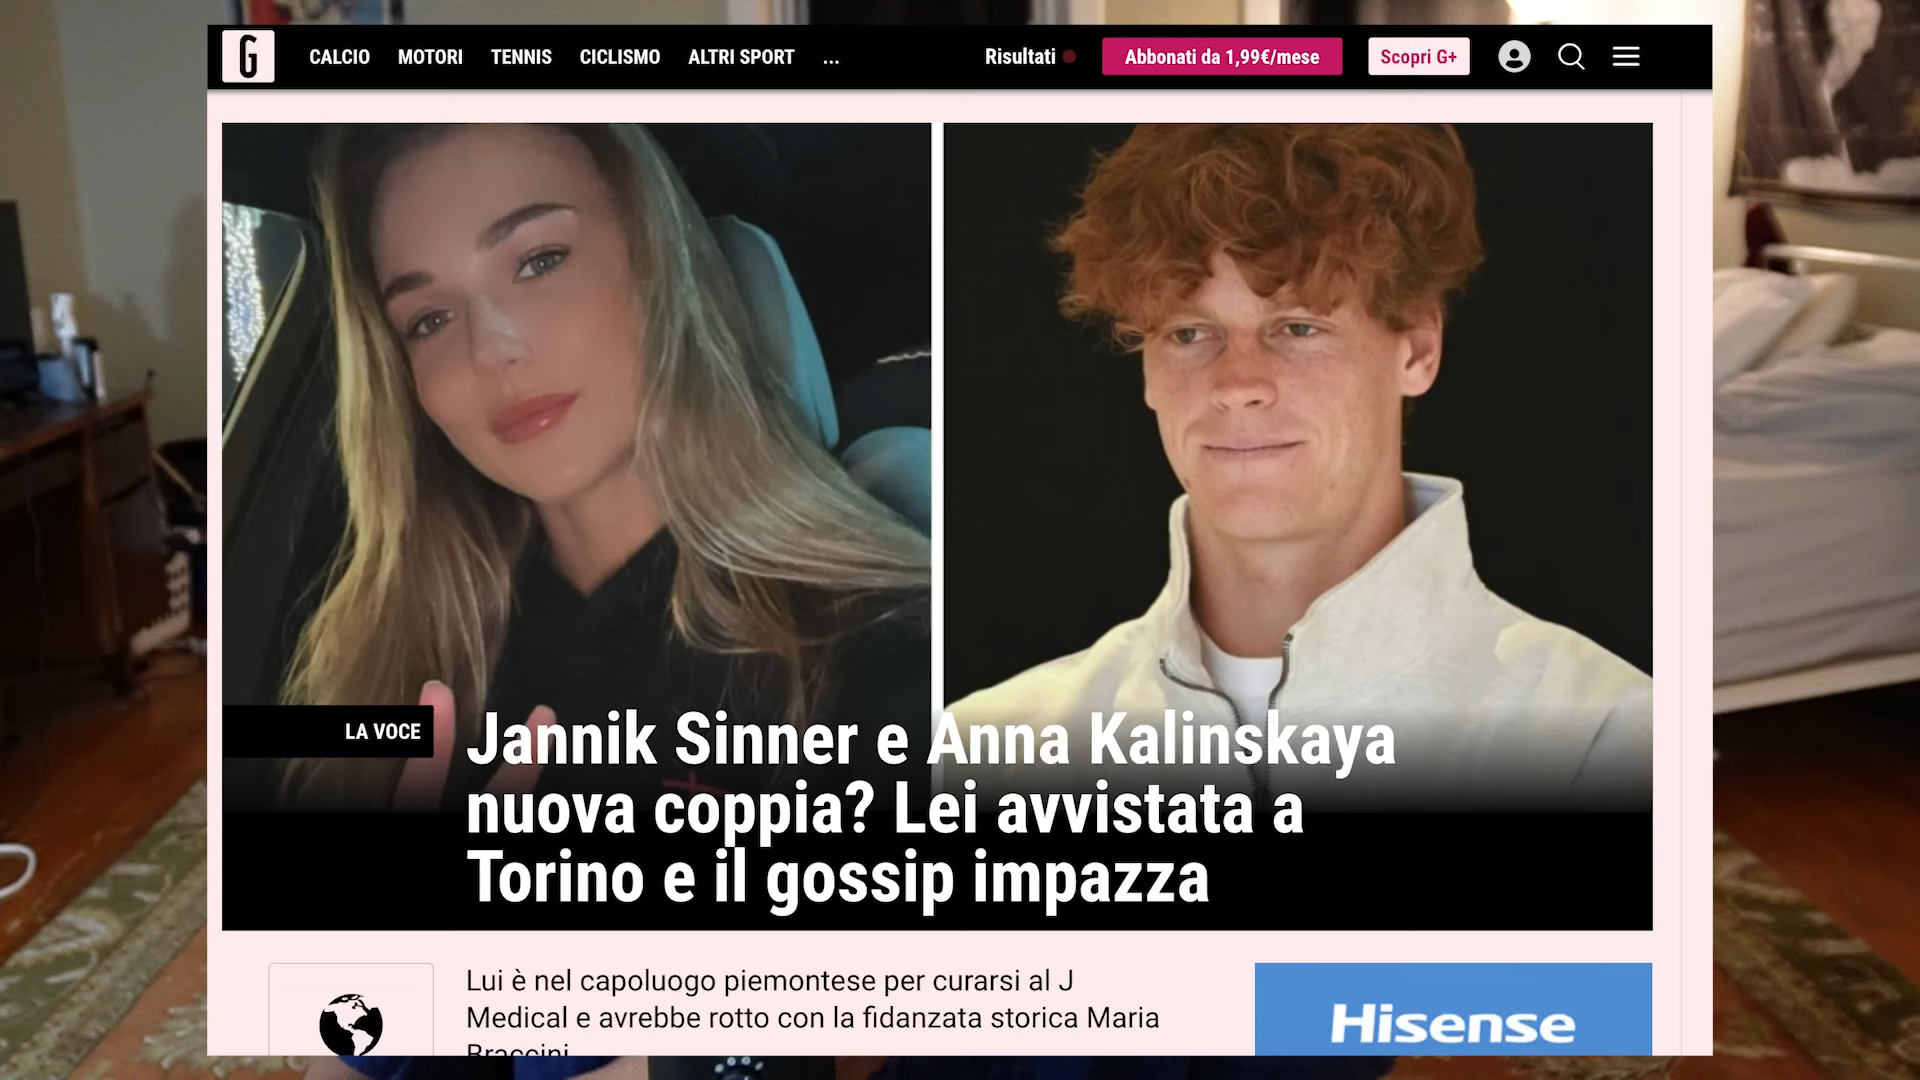 G
CALCIO MOTORI TENNIS CICLISMO ALTRI SPORT ...
Risultati
Abbonati da 1,99€/mese
Scopri G+
LA VOCE
Jannik Sinner e Anna Kalinskaya
nuova coppia? Lei avvistata a
Torino e il gossip impazza
Lui è nel capoluogo piemontese per curarsi al J
Medical e avrebbe rotto con la fidanzata storica Maria
Braccini
Hisense